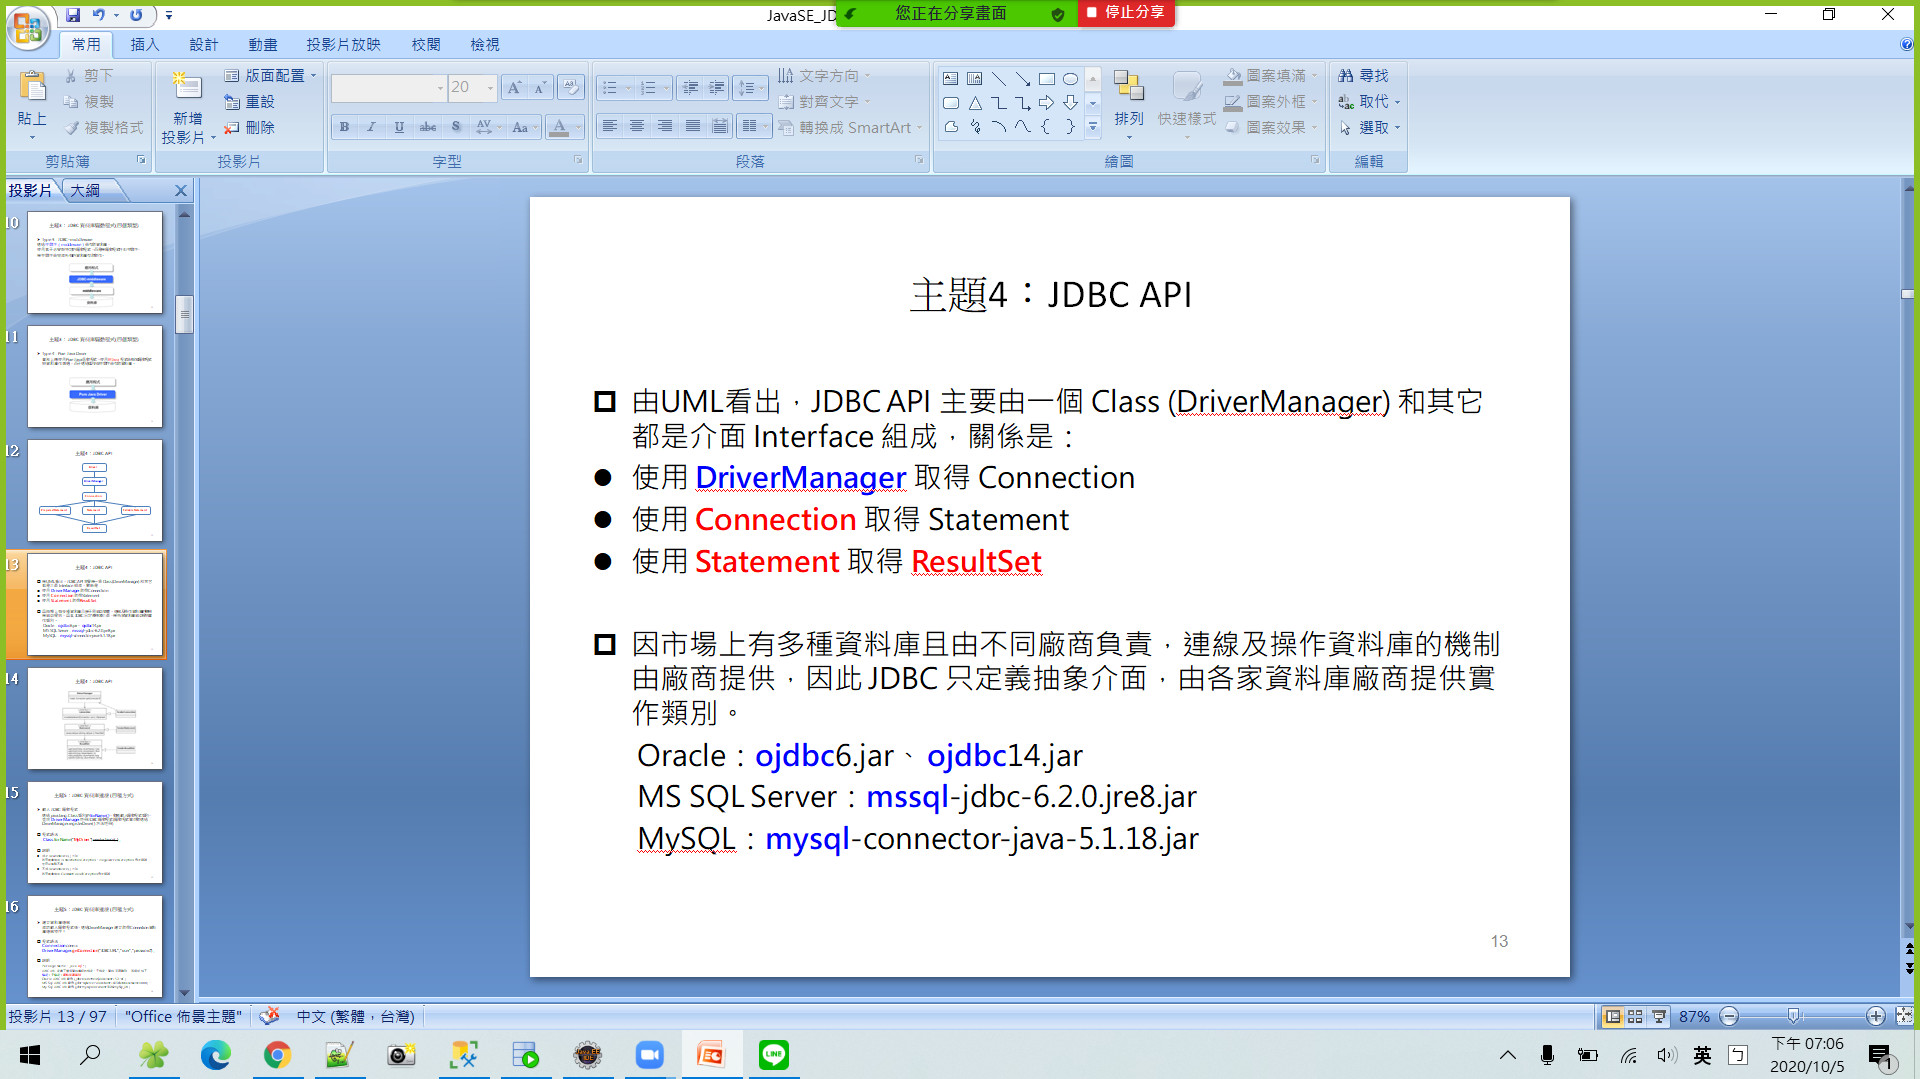 JavaSE_JD
您正在分享畫面
停止分享
常用 插入 設計 動畫 投影片放映 校閱 檢視
貼上
剪下
複製
複製格式
剪貼簿
新增
投影片
版面配置
重設
刪除
投影片
20
字型
文字方向
對齊文字
轉換成 SmartArt
段落
排列
快速樣式
圖案填滿
圖案外框
圖案效果
繪圖
尋找
取代
選取
編輯
投影片 大綱
10
11
12
13
14
15
16
主題4：JDBC API
由UML看出，JDBC API 主要由一個 Class (DriverManager) 和其它
都是介面 Interface 組成，關係是：
使用 DriverManager 取得 Connection
使用 Connection 取得 Statement
使用 Statement 取得 ResultSet
因市場上有多種資料庫且由不同廠商負責，連線及操作資料庫的機制
由廠商提供，因此 JDBC 只定義抽象介面，由各家資料庫廠商提供實
作類別。
Oracle：ojdbc6.jar、ojdbc14.jar
MS SQL Server：mssql-jdbc-6.2.0.jre8.jar
MySQL：mysql-connector-java-5.1.18.jar
13
投影片 13 / 97 "Office 佈景主題" 中文 (繁體，台灣) 87%
英
下午 07:06
2020/10/5
1